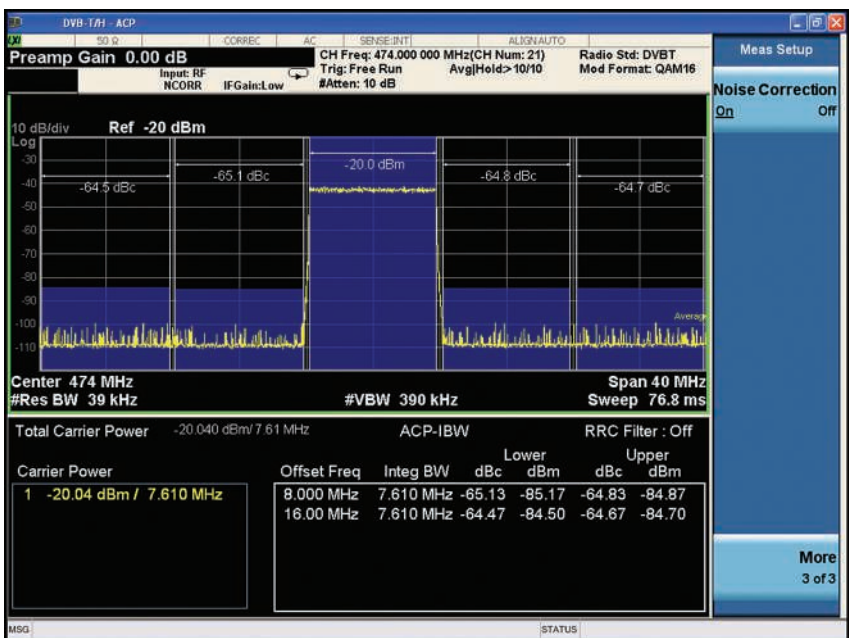 DVB-T/H - ACP
50 Ω CORREC AC SENSE:INT ALIGNAUTO
Preamp Gain 0.00 dB
CH Freq: 474.000 000 MHz(CH Num: 21) Radio Std: DVBT
Input: RF Trig: Free Run Avg|Hold:>10/10 Mod Format: QAM16
NCORR IFGain:Low #Atten: 10 dB
Meas Setup
Noise Correction
On Off
10 dB/div Ref -20 dBm
Log
-30
-40
-50
-60
-70
-80
-90
-100
-110
-64.5 dBc
-65.1 dBc
-20.0 dBm
-64.8 dBc
-64.7 dBc
Average
Center 474 MHz Span 40 MHz
#Res BW 39 kHz #VBW 390 kHz Sweep 76.8 ms
Total Carrier Power -20.040 dBm/ 7.61 MHz ACP-IBW RRC Filter : Off
Lower Upper
Carrier Power Offset Freq Integ BW dBc dBm dBc dBm
1 -20.04 dBm / 7.610 MHz 8.000 MHz 7.610 MHz -65.13 -85.17 -64.83 -84.87
16.00 MHz 7.610 MHz -64.47 -84.50 -64.67 -84.70
More
3 of 3
MSG STATUS